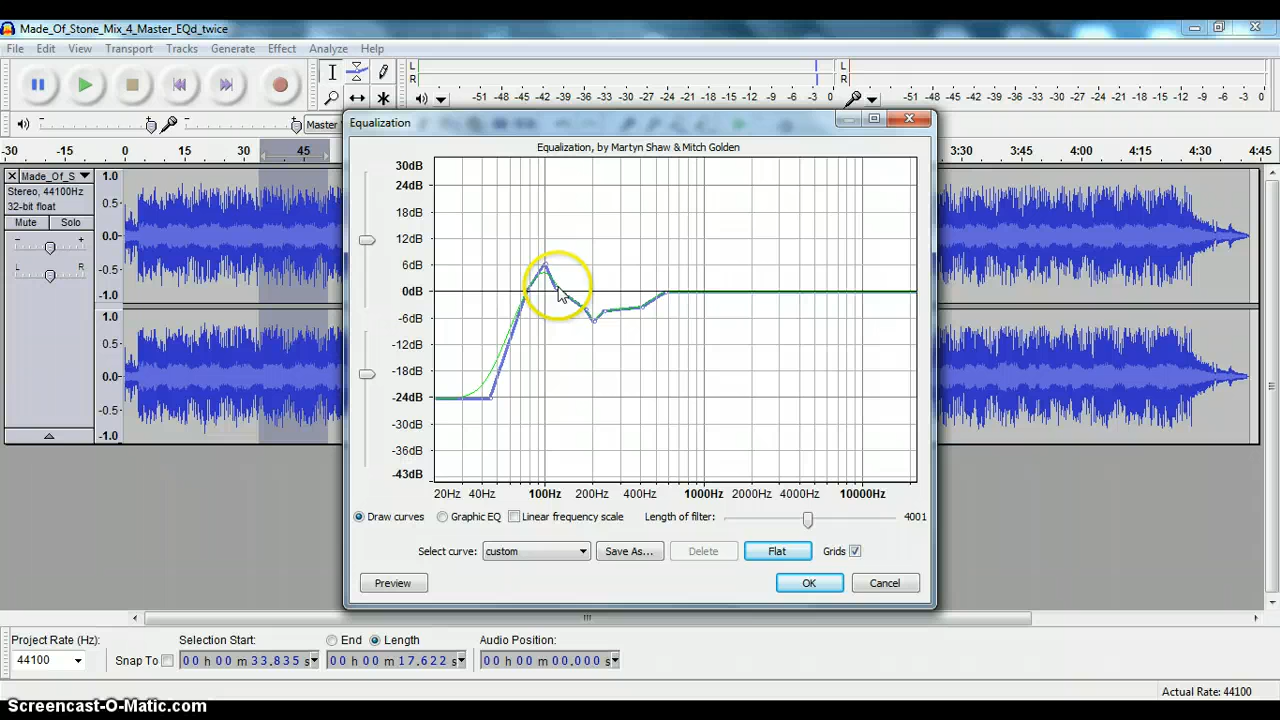 Made_Of_Stone_Mix_4_Master_EQd_twice
File Edit View Transport Tracks Generate Effect Analyze Help
L
R
-51 -48 -45 -42 -39 -36 -33 -30 -27 -24 -21 -18 -15 -12 -9 -6 -3 0
L
R
-51 -48 -45 -42 -39 -36 -33 -30 -27 -24 -21 -18 -15 -12 -9 -6 -3 0
- + - + Master
-30 -15 0 15 30 45 3:30 3:45 4:00 4:15 4:30 4:45
Made_Of_S
Stereo, 44100Hz
32-bit float
Mute Solo
- +
L R
1.0
0.5
0.0
-0.5
-1.0
1.0
0.5
0.0
-0.5
-1.0
Equalization
Equalization, by Martyn Shaw & Mitch Golden
30dB
24dB
18dB
12dB
6dB
0dB
-6dB
-12dB
-18dB
-24dB
-30dB
-36dB
-43dB
20Hz 40Hz 100Hz 200Hz 400Hz 1000Hz 2000Hz 4000Hz 10000Hz
Draw curves Graphic EQ Linear frequency scale Length of filter: 4001
Select curve: custom Save As... Delete Flat Grids
Preview OK Cancel
Project Rate (Hz): Selection Start: End Length Audio Position:
44100 Snap To 00 h 00 m 33.835 s 00 h 00 m 17.622 s 00 h 00 m 00.000 s
Actual Rate: 44100
Screencast-O-Matic.com